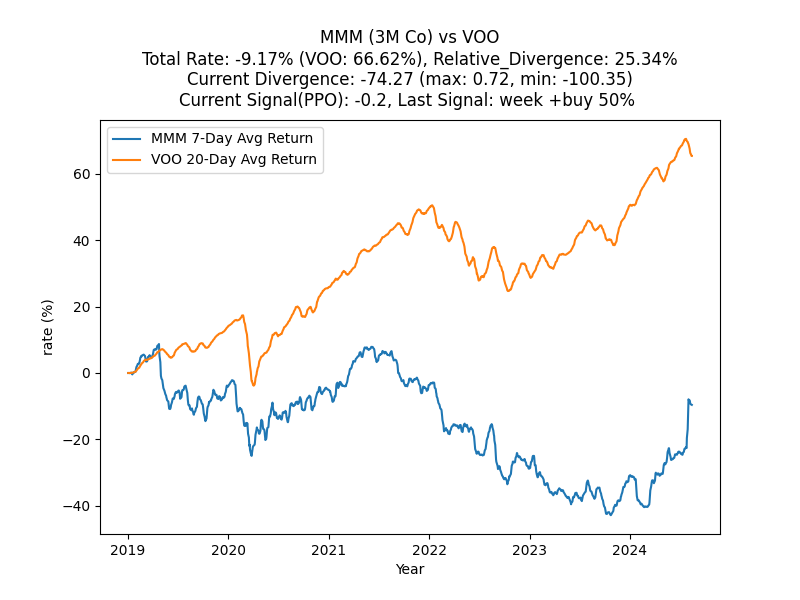 MMM (3M Co) vs VOO
Total Rate: -9.17% (VOO: 66.62%), Relative_Divergence: 25.34%
Current Divergence: -74.27 (max: 0.72, min: -100.35)
Current Signal(PPO): -0.2, Last Signal: week +buy 50%
MMM 7-Day Avg Return
VOO 20-Day Avg Return
60
40
20
0
−20
−40
rate (%)
2019 2020 2021 2022 2023 2024
Year